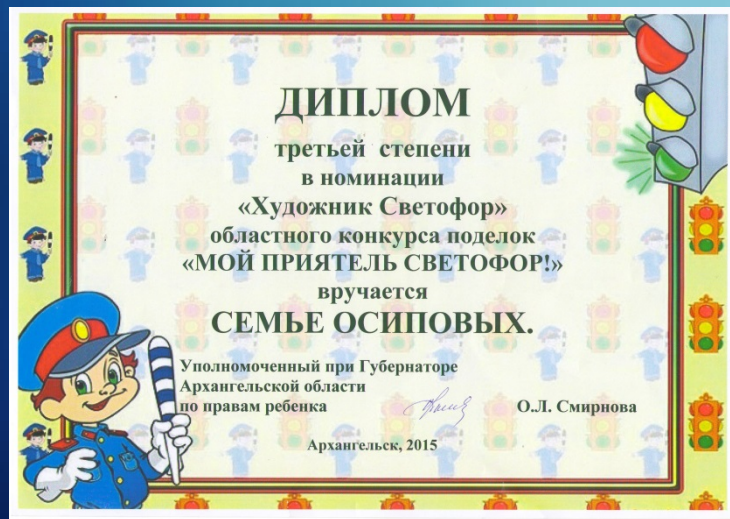 ДИПЛОМ
третьей степени
в номинации
«Художник Светофор»
областного конкурса поделок
«МОЙ ПРИЯТЕЛЬ СВЕТОФОР!»
вручается
СЕМЬЕ ОСИПОВЫХ.
Уполномоченный при Губернаторе
Архангельской области
по правам ребенка О.Л. Смирнова
Архангельск, 2015